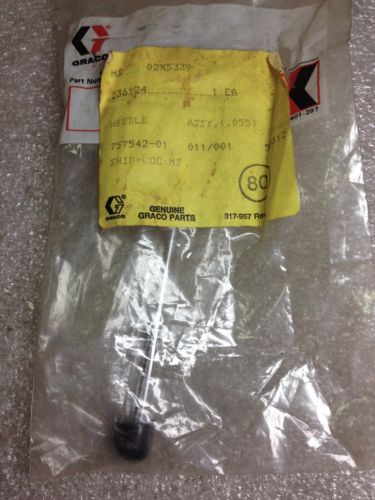 GRACO
Part Num
MS 02X5339
236124 1 EA
NEEDLE ASSY,(.055)
757542-01 011/001
SHIP-LOC:MS
80
GRACO
GENUINE
GRACO PARTS
317-957